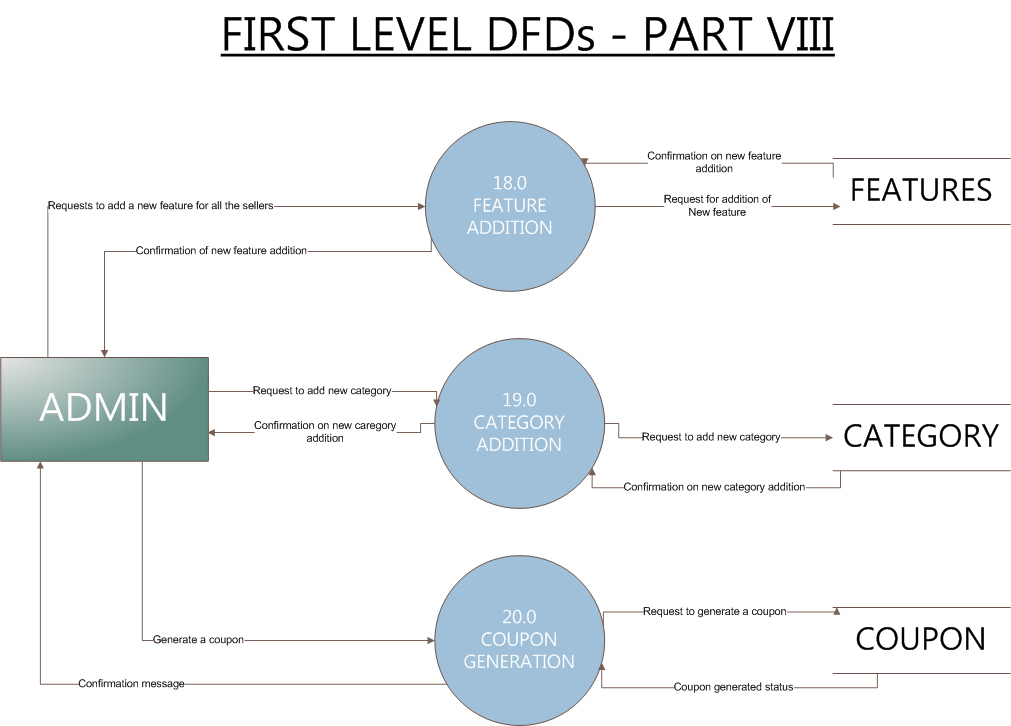 FIRST LEVEL DFDs - PART VIII
Confirmation on new feature
addition
18.0
FEATURE
ADDITION
FEATURES
Requests to add a new feature for all the sellers
Request for addition of
New feature
Confirmation of new feature addition
ADMIN
Request to add new category
19.0
CATEGORY
ADDITION
Confirmation on new caregory
addition
Request to add new category
CATEGORY
Confirmation on new category addition
20.0
COUPON
GENERATION
Request to generate a coupon
COUPON
Generate a coupon
Confirmation message
Coupon generated status